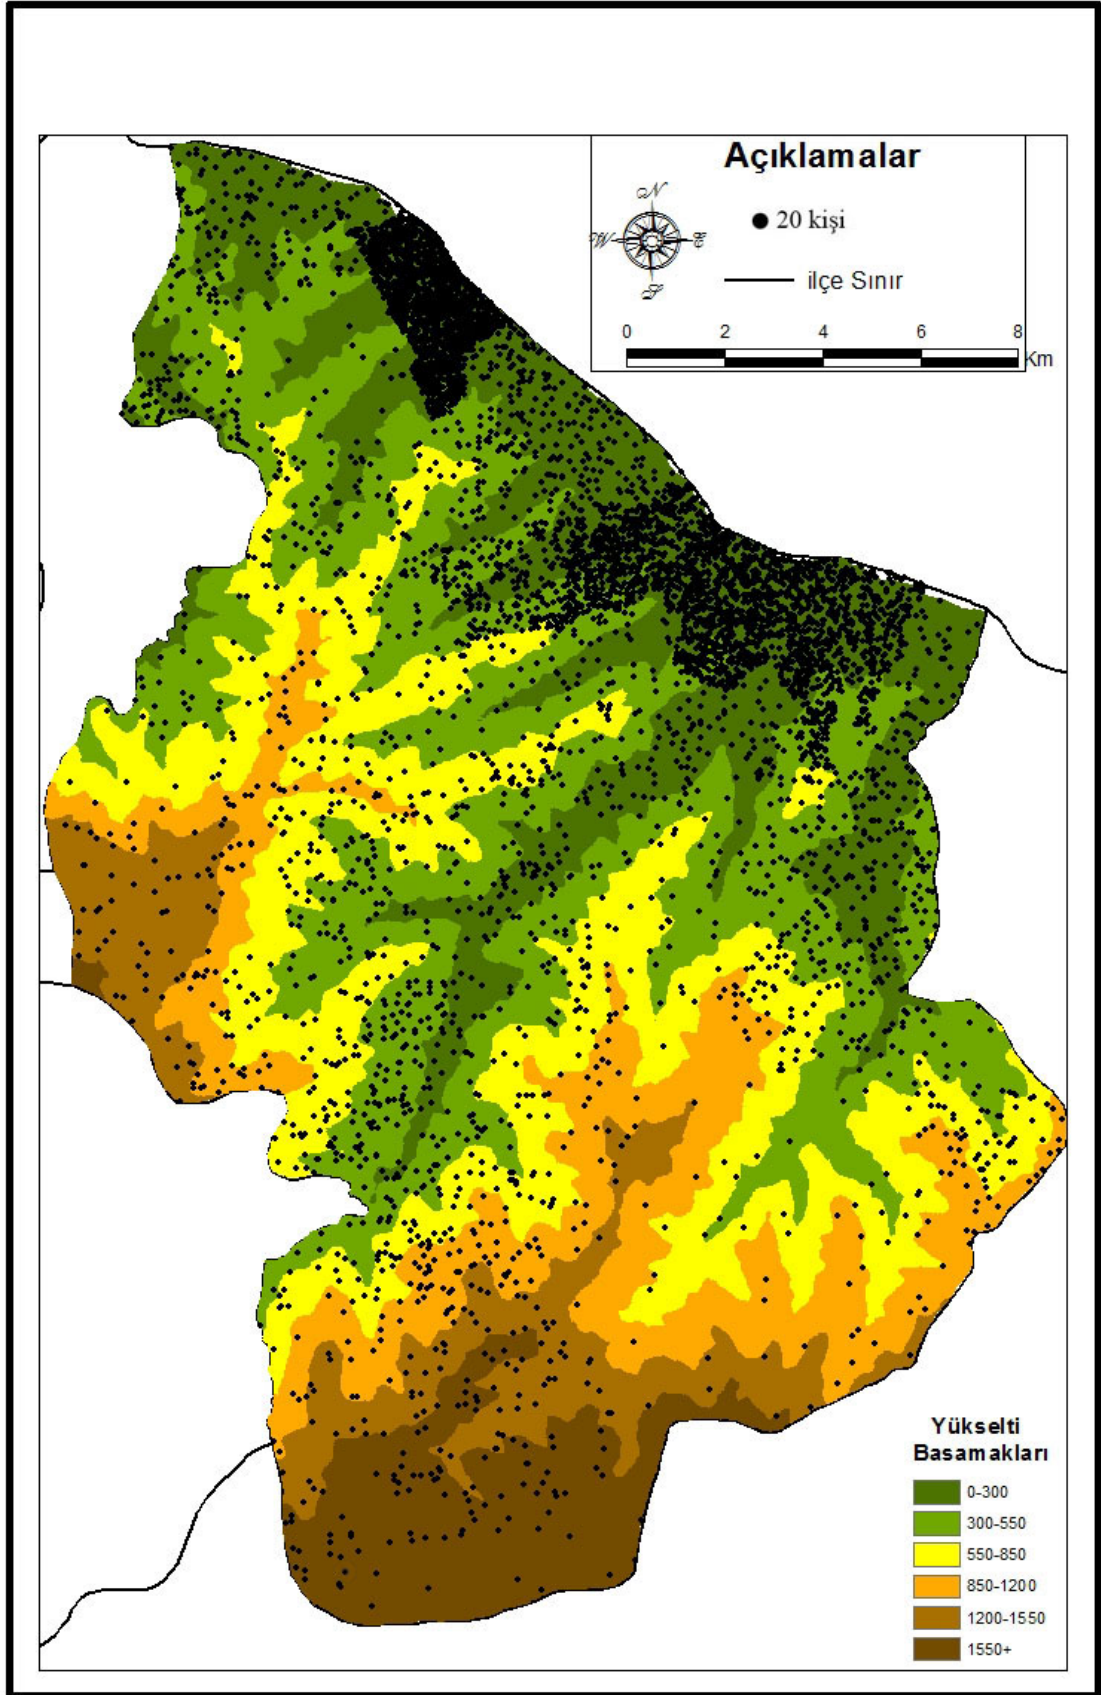 Açıklamalar
N
W
E
S
20 kişi
ilçe Sınır
0 2 4 6 8
Km
Yükselti
Basamakları
0-300
300-550
550-850
850-1200
1200-1550
1550+